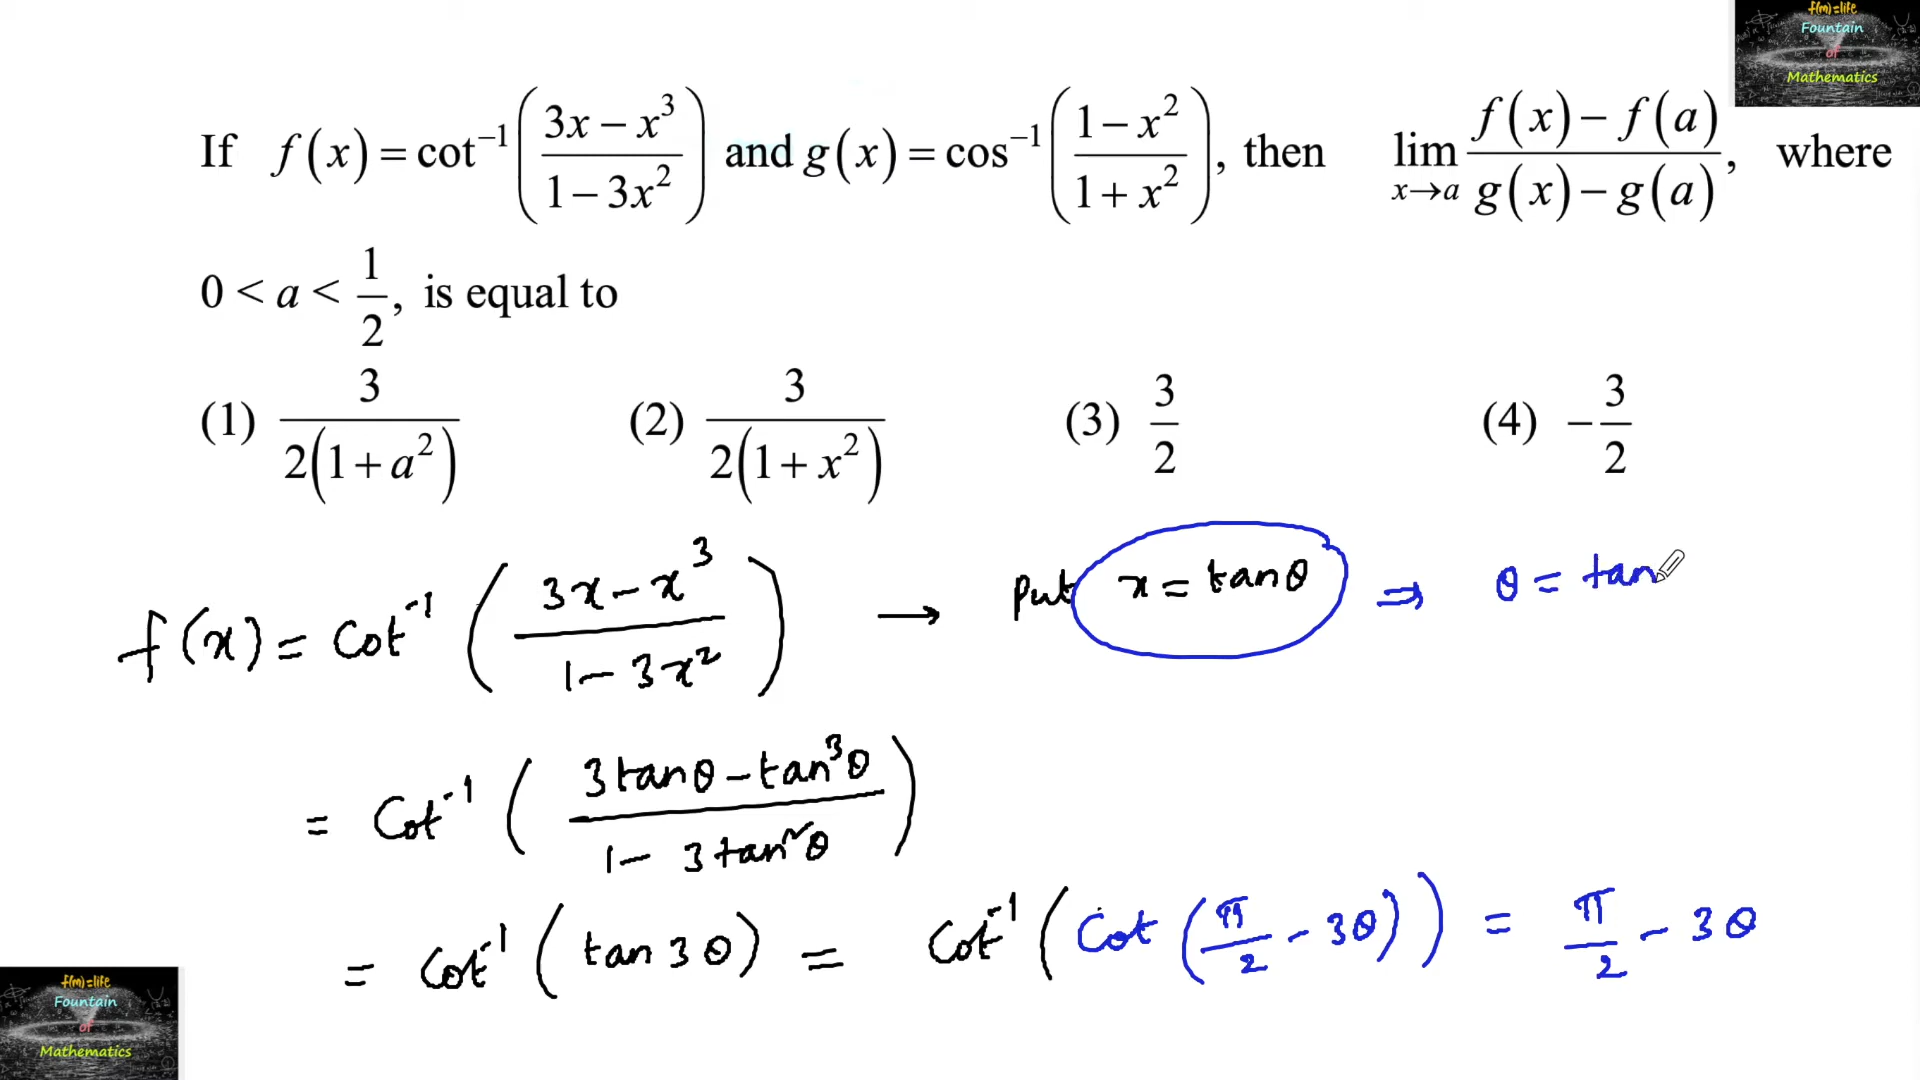 f(m)=life
Fountain
of
Mathematics
If f(x) = cot⁻¹((3x − x³)/(1 − 3x²)) and g(x) = cos⁻¹((1 − x²)/(1 + x²)), then lim x→a (f(x) − f(a))/(g(x) − g(a)), where
0 < a < 1/2, is equal to
(1) 3/(2(1 + a²)) (2) 3/(2(1 + x²)) (3) 3/2 (4) −3/2
f(x) = Cot⁻¹((3x − x³)/(1 − 3x²)) → Put x = tanθ ⇒ θ = tan
= Cot⁻¹((3tanθ − tan³θ)/(1 − 3tan²θ))
= Cot⁻¹(tan3θ) = Cot⁻¹(Cot(π/2 − 3θ)) = π/2 − 3θ
f(m)=life
Fountain
of
Mathematics